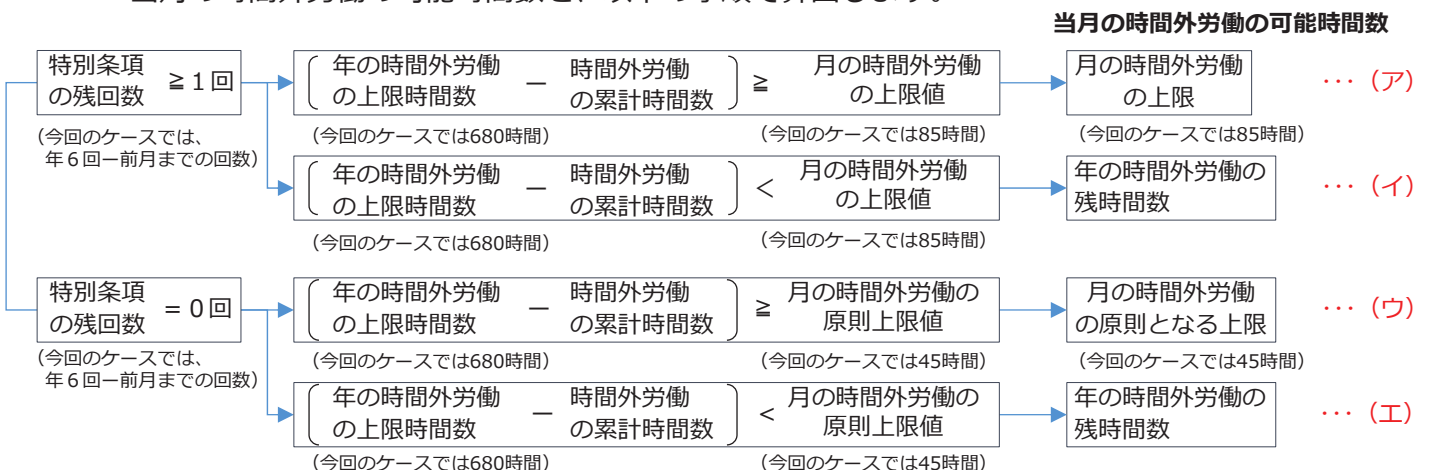 当月の時間外労働の可能時間数
特別条項
の残回数 ≧１回
(今回のケースでは、
年６回ー前月までの回数)
年の時間外労働
の上限時間数
－
時間外労働
の累計時間数
≧
月の時間外労働
の上限値
月の時間外労働
の上限
・・・（ア）
(今回のケースでは680時間)
(今回のケースでは85時間)
(今回のケースでは85時間)
年の時間外労働
の上限時間数
－
時間外労働
の累計時間数
＜
月の時間外労働
の上限値
年の時間外労働の
残時間数
・・・（イ）
(今回のケースでは680時間)
(今回のケースでは85時間)
特別条項
の残回数 ＝０回
(今回のケースでは、
年６回ー前月までの回数)
年の時間外労働
の上限時間数
－
時間外労働
の累計時間数
≧
月の時間外労働の
原則上限値
月の時間外労働
の原則となる上限
・・・（ウ）
(今回のケースでは680時間)
(今回のケースでは45時間)
(今回のケースでは45時間)
年の時間外労働
の上限時間数
－
時間外労働
の累計時間数
＜
月の時間外労働の
原則上限値
年の時間外労働の
残時間数
・・・（エ）
(今回のケースでは680時間)
(今回のケースでは45時間)